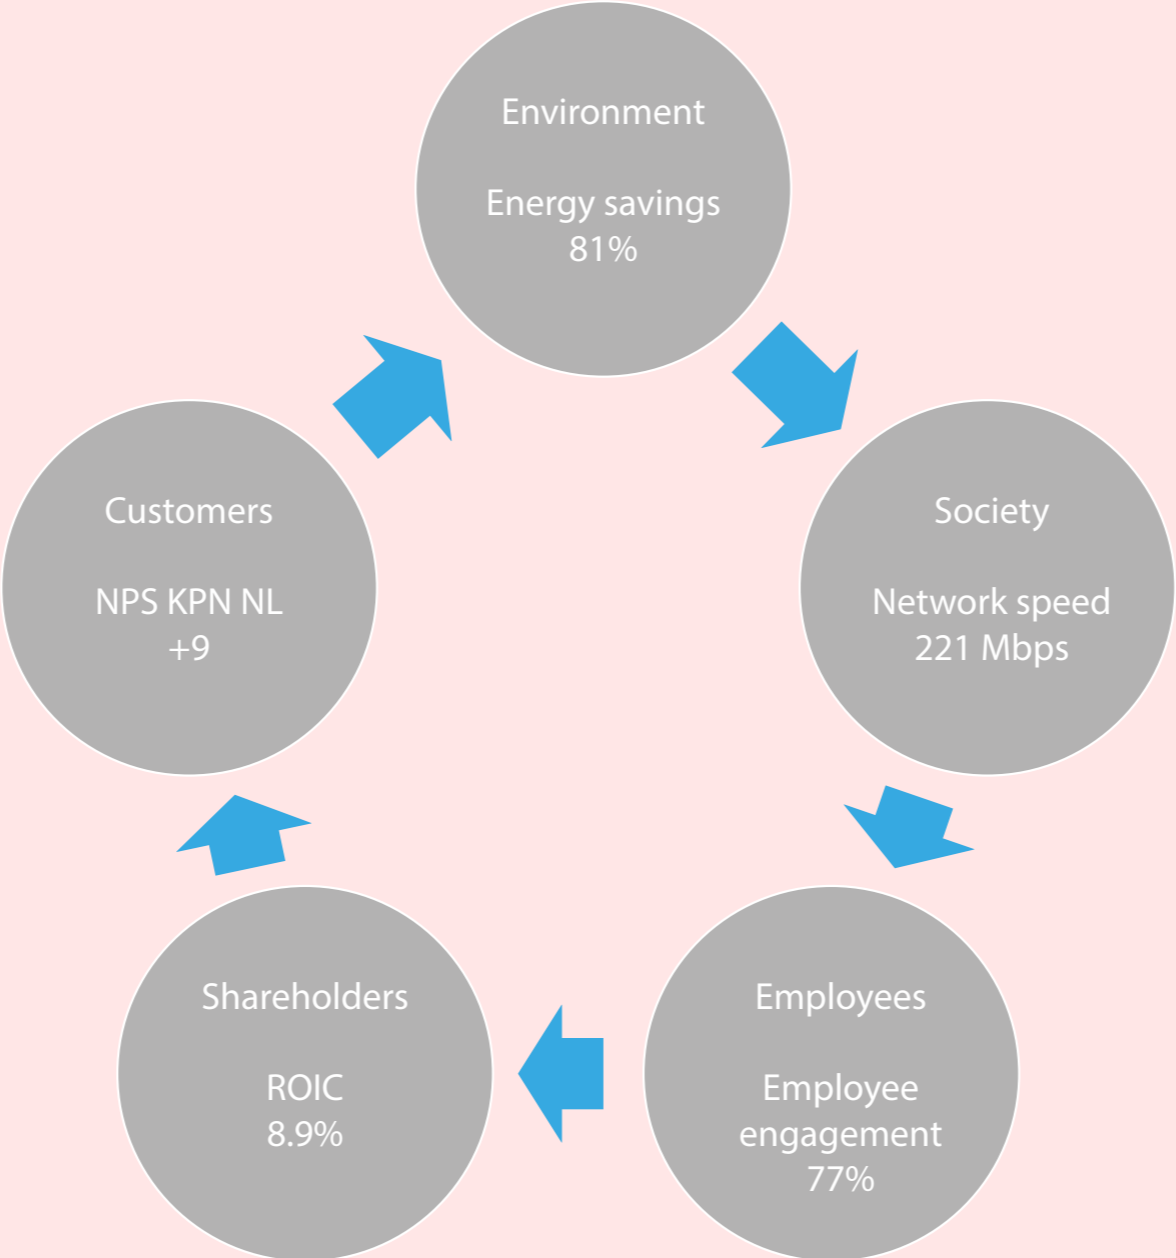 Environment
Energy savings
81%
Society
Network speed
221 Mbps
Employees
Employee
engagement
77%
Shareholders
ROIC
8.9%
Customers
NPS KPN NL
+9